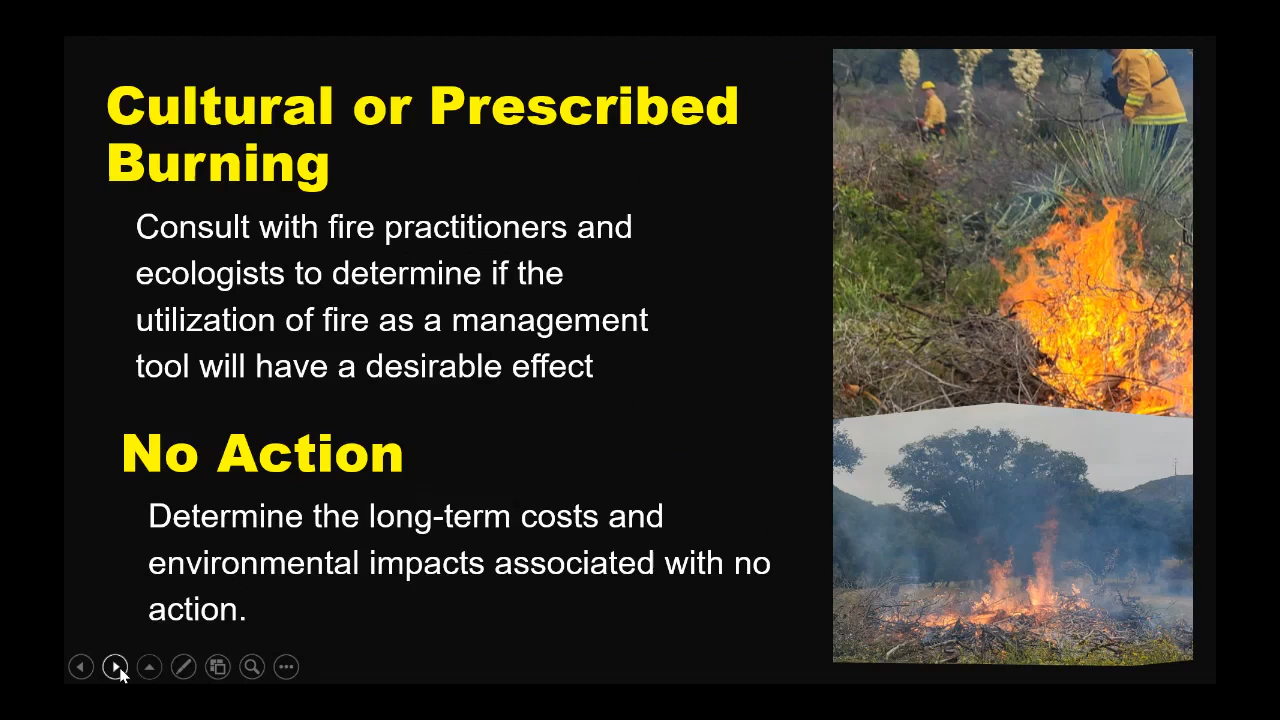 Cultural or Prescribed
Burning
Consult with fire practitioners and
ecologists to determine if the
utilization of fire as a management
tool will have a desirable effect
No Action
Determine the long-term costs and
environmental impacts associated with no
action.